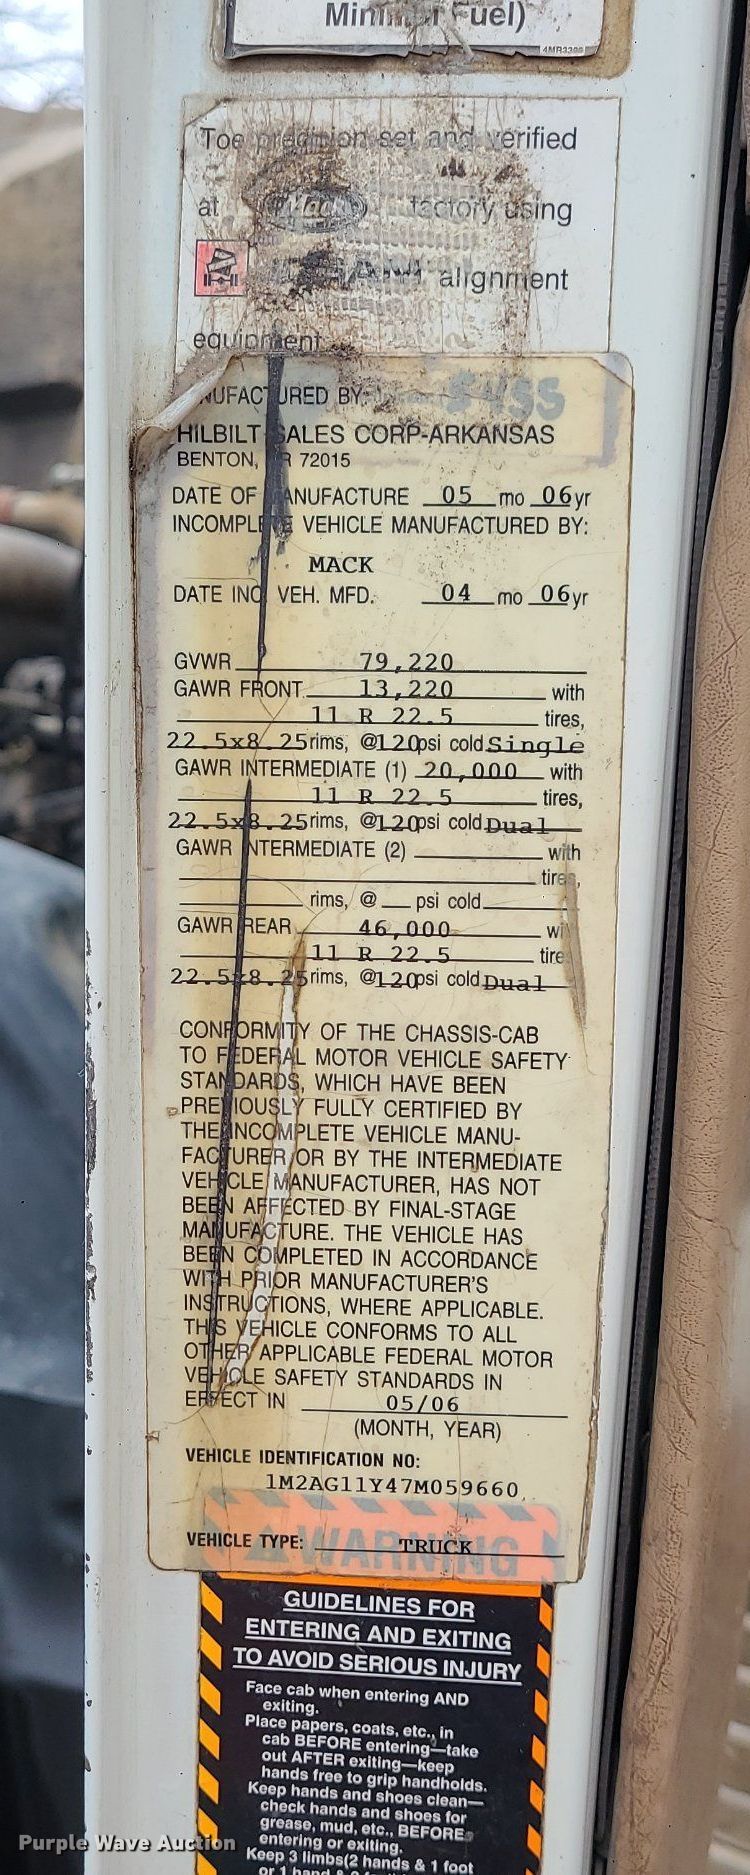 Fuel)
4MR3399
Toe precision set and verified
at Mack factory using
alignment
equipment
NUFACTURED BY:
HILBILT SALES CORP-ARKANSAS
BENTON, AR 72015
DATE OF MANUFACTURE 05 mo 06 yr
INCOMPLETE VEHICLE MANUFACTURED BY:
MACK
DATE INC. VEH. MFD. 04 mo 06 yr
GVWR 79,220
GAWR FRONT 13,220 with
11 R 22.5 tires,
22.5x8.25 rims, @ 120 psi cold Single
GAWR INTERMEDIATE (1) 20,000 with
11 R 22.5 tires,
22.5x8.25 rims, @ 120 psi cold Dual
GAWR INTERMEDIATE (2) with
tires,
rims, @ psi cold
GAWR REAR 46,000 wi
11 R 22.5 tire
22.5x8.25 rims, @ 120 psi cold Dual
CONFORMITY OF THE CHASSIS-CAB
TO FEDERAL MOTOR VEHICLE SAFETY
STANDARDS, WHICH HAVE BEEN
PREVIOUSLY FULLY CERTIFIED BY
THE INCOMPLETE VEHICLE MANU-
FACTURER OR BY THE INTERMEDIATE
VEHICLE MANUFACTURER, HAS NOT
BEEN AFFECTED BY FINAL-STAGE
MANUFACTURE. THE VEHICLE HAS
BEEN COMPLETED IN ACCORDANCE
WITH PRIOR MANUFACTURER'S
INSTRUCTIONS, WHERE APPLICABLE.
THIS VEHICLE CONFORMS TO ALL
OTHER APPLICABLE FEDERAL MOTOR
VEHICLE SAFETY STANDARDS IN
EFFECT IN 05/06
(MONTH, YEAR)
VEHICLE IDENTIFICATION NO:
1M2AG11Y47M059660
WARNING
VEHICLE TYPE: TRUCK
GUIDELINES FOR
ENTERING AND EXITING
TO AVOID SERIOUS INJURY
Face cab when entering AND
exiting.
Place papers, coats, etc., in
cab BEFORE entering—take
out AFTER exiting—keep
hands free to grip handholds.
Keep hands and shoes clean—
check hands and shoes for
grease, mud, etc., BEFORE
entering or exiting.
Keep 3 limbs(2 hands & 1 foot
or 1 hand &
Purple Wave Auction